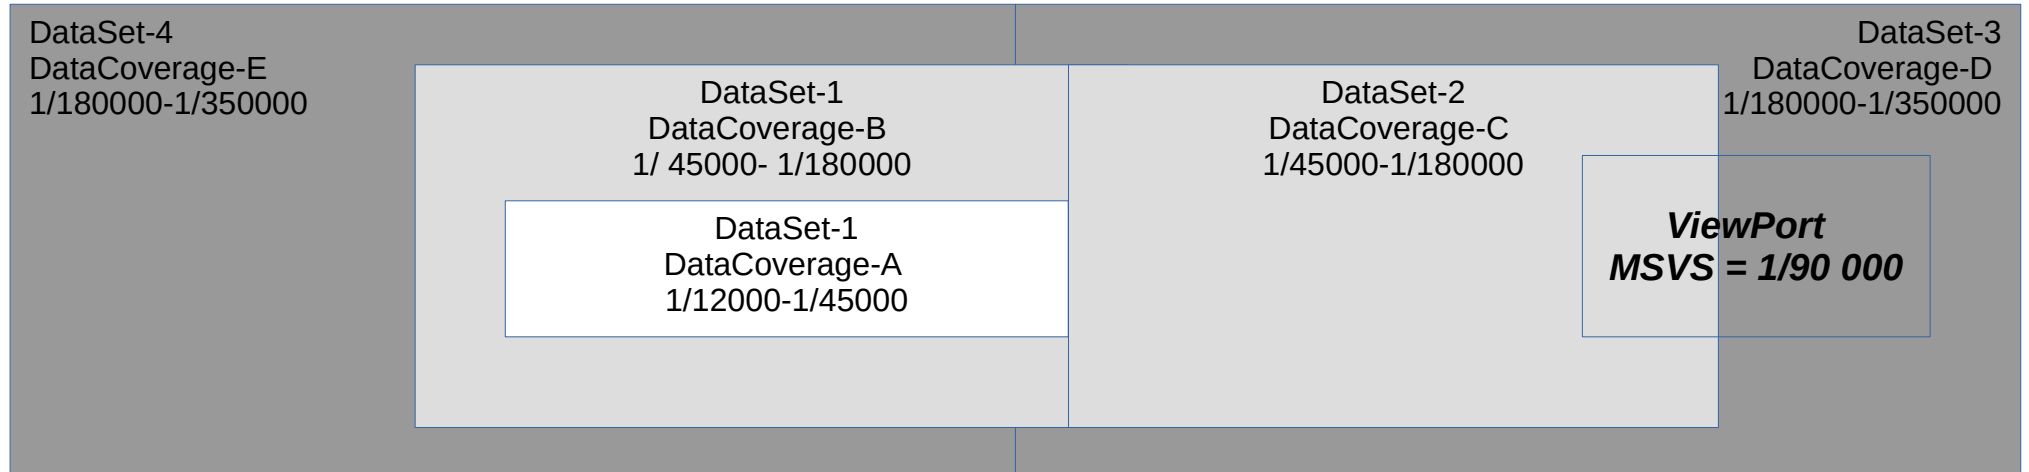 DataSet-4
DataCoverage-E
1/180000-1/350000
DataSet-3
DataCoverage-D
1/180000-1/350000
DataSet-1
DataCoverage-B
1/ 45000- 1/180000
DataSet-2
DataCoverage-C
1/45000-1/180000
DataSet-1
DataCoverage-A
1/12000-1/45000
ViewPort
MSVS = 1/90 000